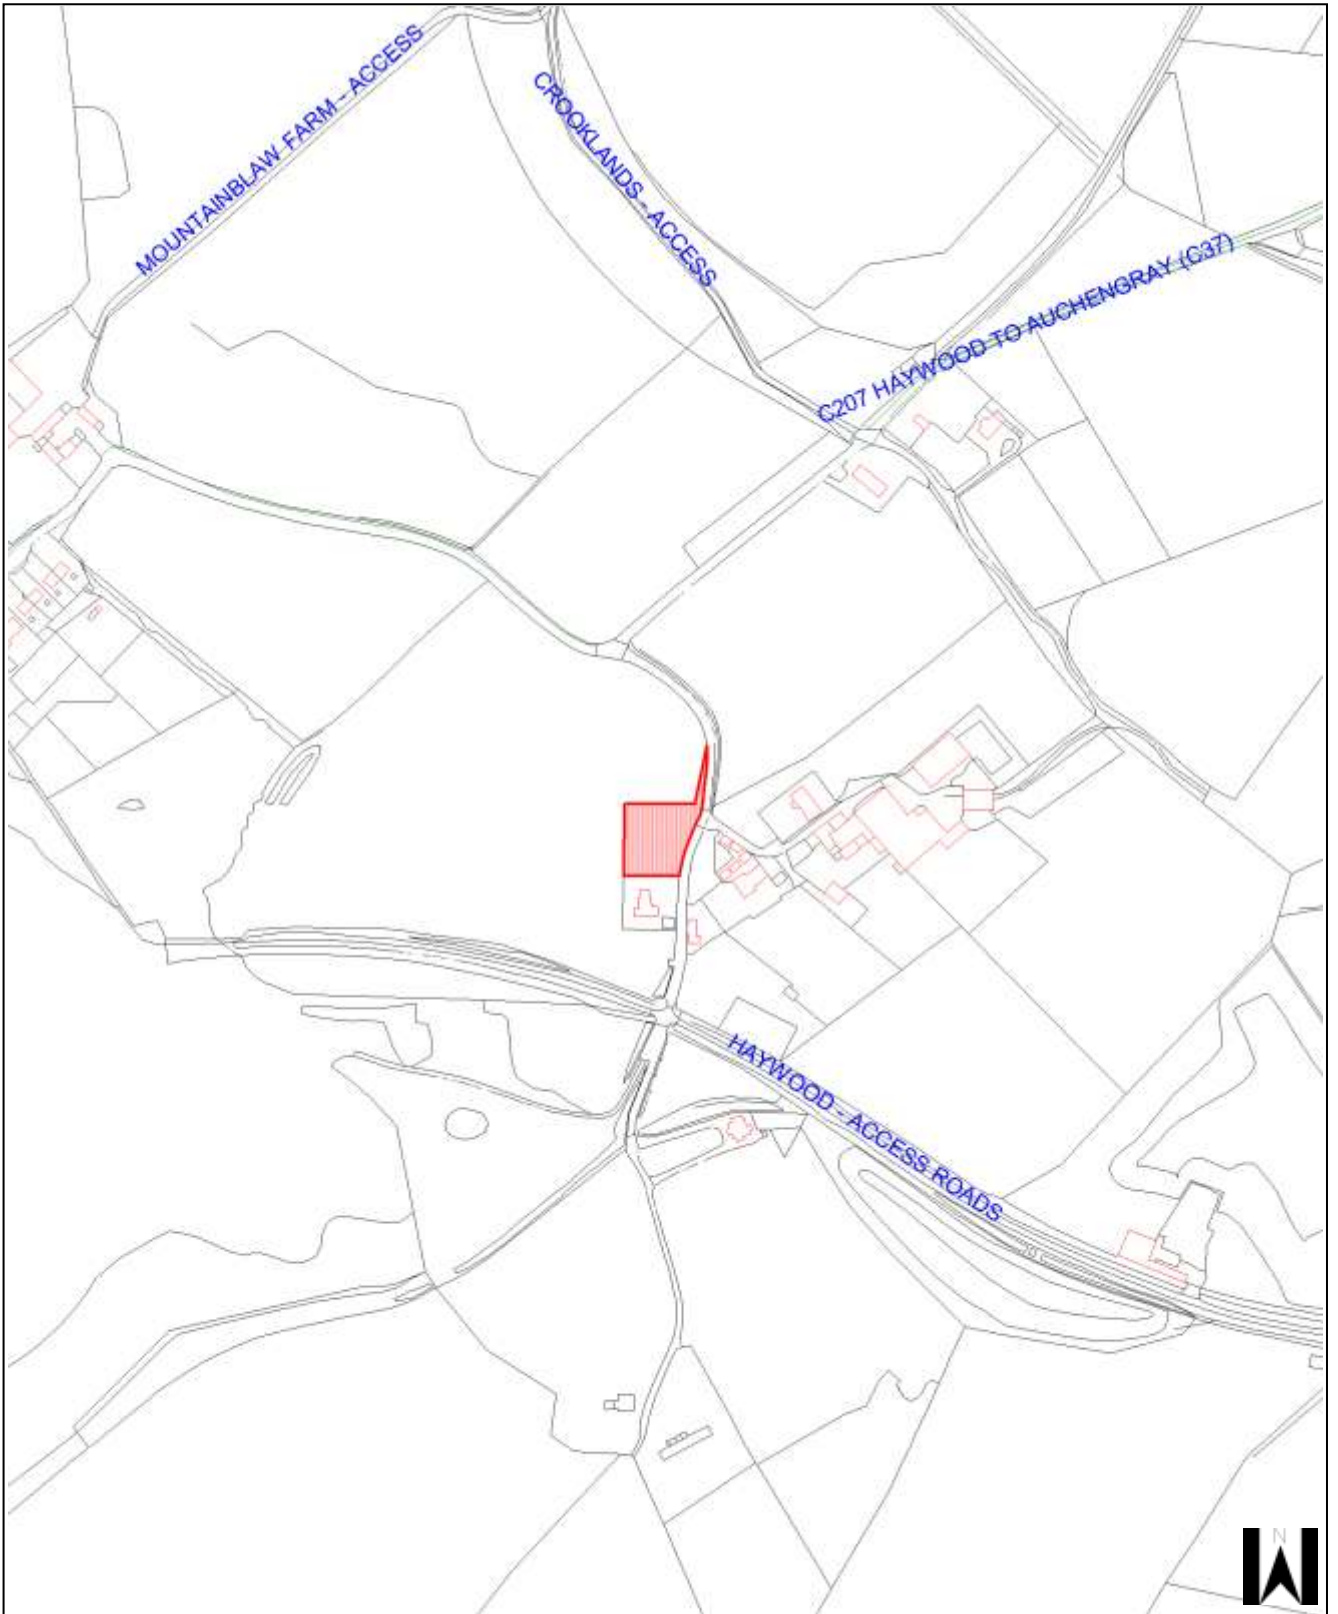 MOUNTAINBLAW FARM - ACCESS
CROOKLANDS - ACCESS
C207 HAYWOOD TO AUCHENGRAY (C37)
HAYWOOD - ACCESS ROADS
N